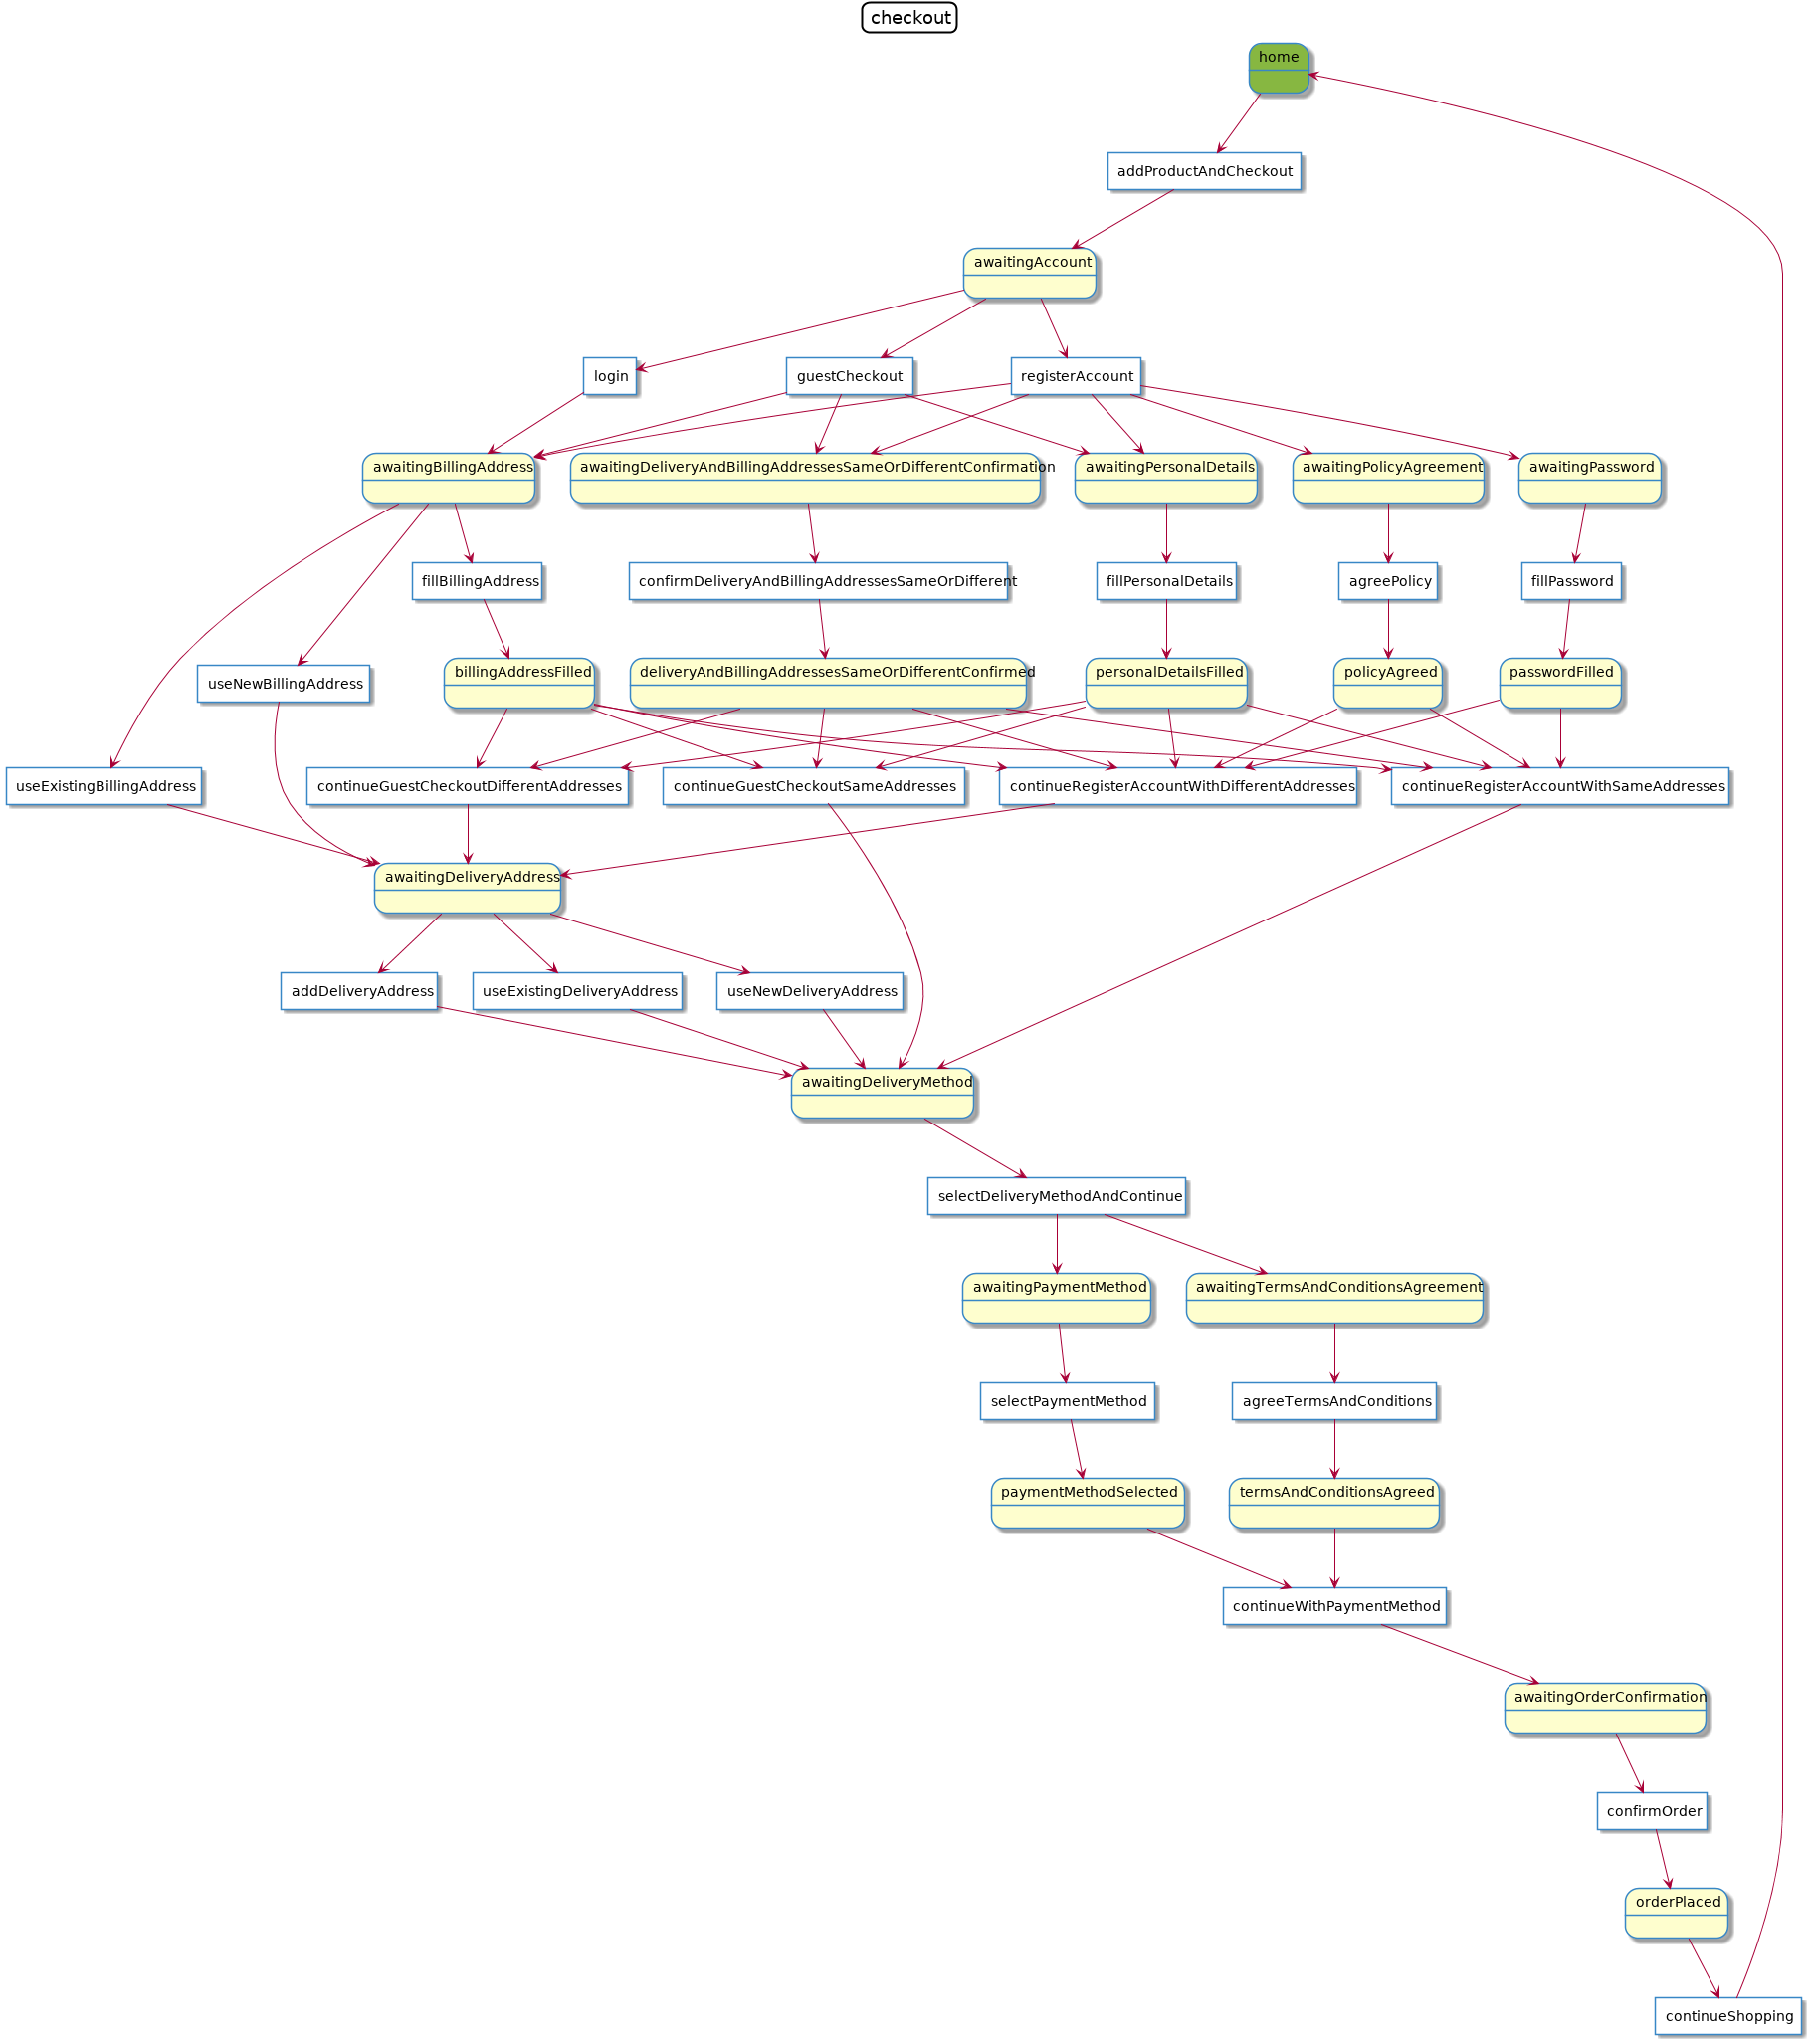 checkout
home
addProductAndCheckout
awaitingAccount
login
guestCheckout
registerAccount
awaitingBillingAddress
awaitingDeliveryAndBillingAddressesSameOrDifferentConfirmation
awaitingPersonalDetails
awaitingPolicyAgreement
awaitingPassword
fillBillingAddress
confirmDeliveryAndBillingAddressesSameOrDifferent
fillPersonalDetails
agreePolicy
fillPassword
useNewBillingAddress
billingAddressFilled
deliveryAndBillingAddressesSameOrDifferentConfirmed
personalDetailsFilled
policyAgreed
passwordFilled
useExistingBillingAddress
continueGuestCheckoutDifferentAddresses
continueGuestCheckoutSameAddresses
continueRegisterAccountWithDifferentAddresses
continueRegisterAccountWithSameAddresses
awaitingDeliveryAddress
addDeliveryAddress
useExistingDeliveryAddress
useNewDeliveryAddress
awaitingDeliveryMethod
selectDeliveryMethodAndContinue
awaitingPaymentMethod
awaitingTermsAndConditionsAgreement
selectPaymentMethod
agreeTermsAndConditions
paymentMethodSelected
termsAndConditionsAgreed
continueWithPaymentMethod
awaitingOrderConfirmation
confirmOrder
orderPlaced
continueShopping